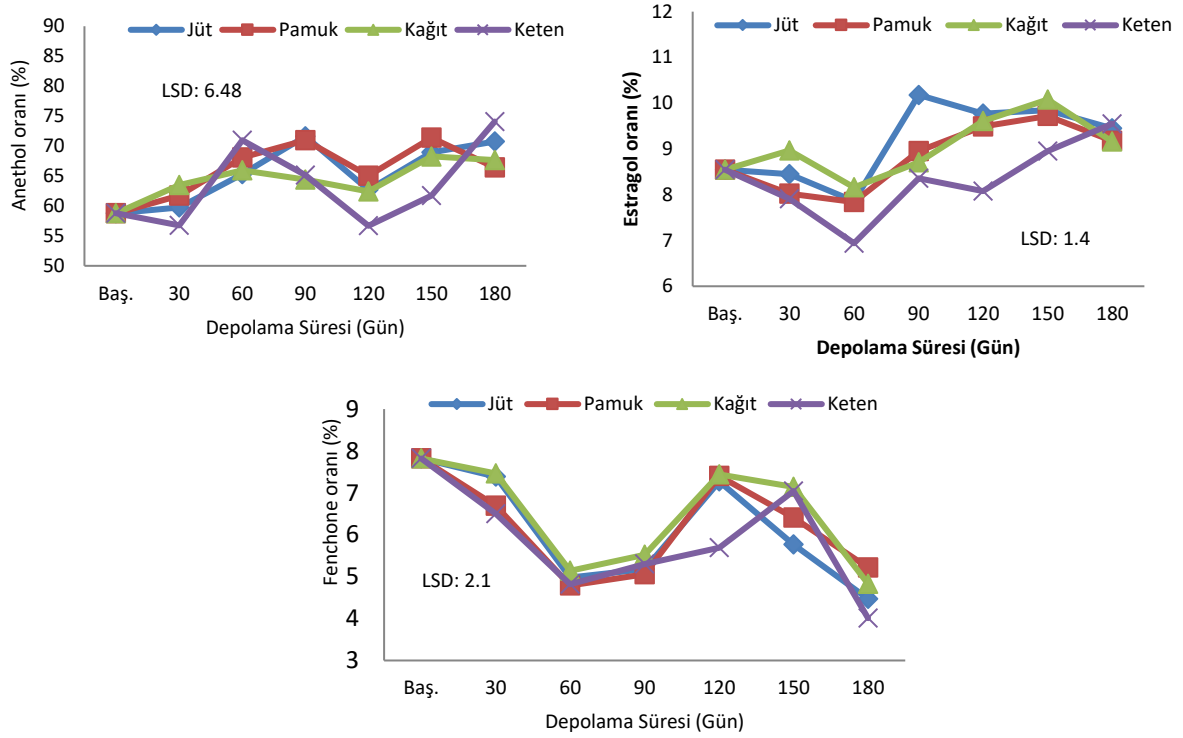 Jüt Pamuk Kağıt Keten
Anethol oranı (%)
90
85
80
75
70
65
60
55
50
LSD: 6.48
Baş. 30 60 90 120 150 180
Depolama Süresi (Gün)
Jüt Pamuk Kağıt Keten
Estragol oranı (%)
12
11
10
9
8
7
6
LSD: 1.4
Baş. 30 60 90 120 150 180
Depolama Süresi (Gün)
Jüt Pamuk Kağıt Keten
Fenchone oranı (%)
9
8
7
6
5
4
3
LSD: 2.1
Baş. 30 60 90 120 150 180
Depolama Süresi (Gün)